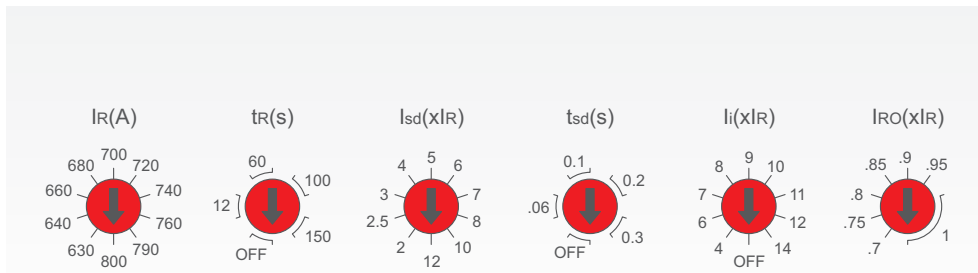 IR(A) tR(s) Isd(xIR) tsd(s) Ii(xIR) IRO(xIR)
630 640 660 680 700 720 740 760 790 800
OFF 12 60 100 150
2 2.5 3 4 5 6 7 8 10 12
OFF .06 0.1 0.2 0.3
4 6 7 8 9 10 11 12 14 OFF
.7 .75 .8 .85 .9 .95 1